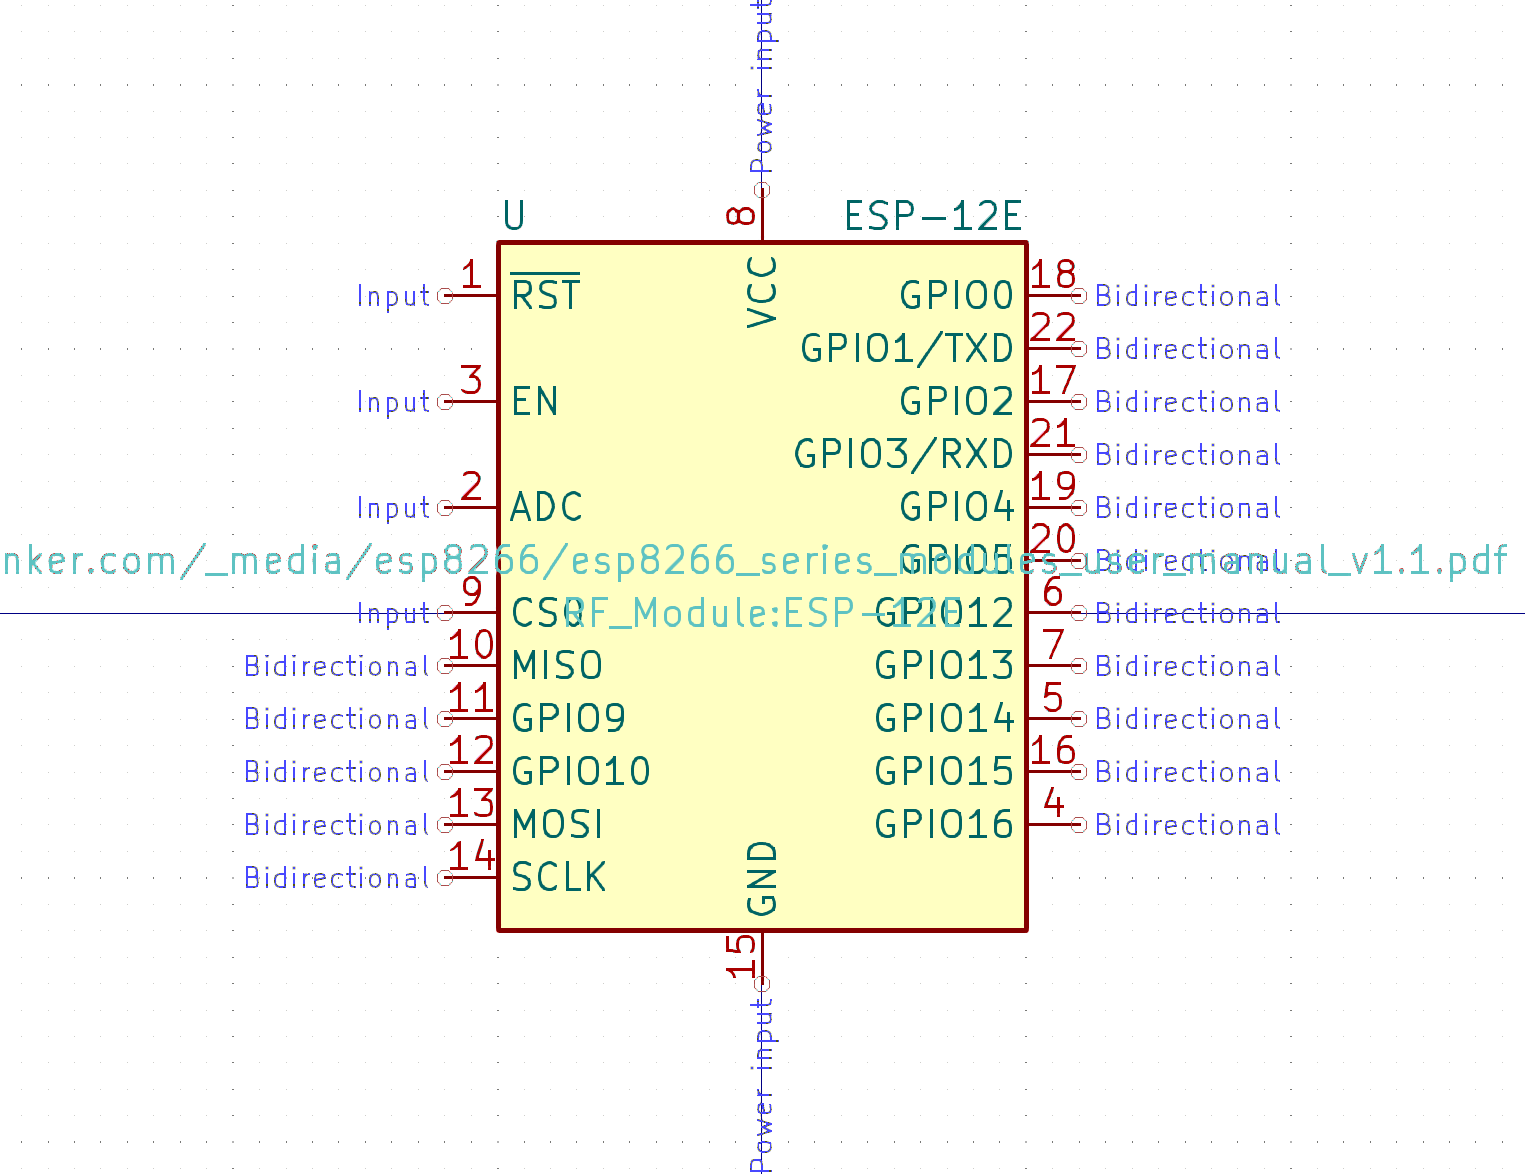 Power input
U
8
ESP-12E
VCC
Input 1 RST
GPIO0 18 Bidirectional
GPIO1/TXD 22 Bidirectional
Input 3 EN
GPIO2 17 Bidirectional
GPIO3/RXD 21 Bidirectional
Input 2 ADC
GPIO4 19 Bidirectional
GPIO5 20 Bidirectional
nker.com/_media/esp8266/esp8266_series_modules_user_manual_v1.1.pdf
Input 9 CS0
RF_Module:ESP-12E
GPIO12 6 Bidirectional
Bidirectional 10 MISO
GPIO13 7 Bidirectional
Bidirectional 11 GPIO9
GPIO14 5 Bidirectional
Bidirectional 12 GPIO10
GPIO15 16 Bidirectional
Bidirectional 13 MOSI
GPIO16 4 Bidirectional
Bidirectional 14 SCLK
GND
15
Power input